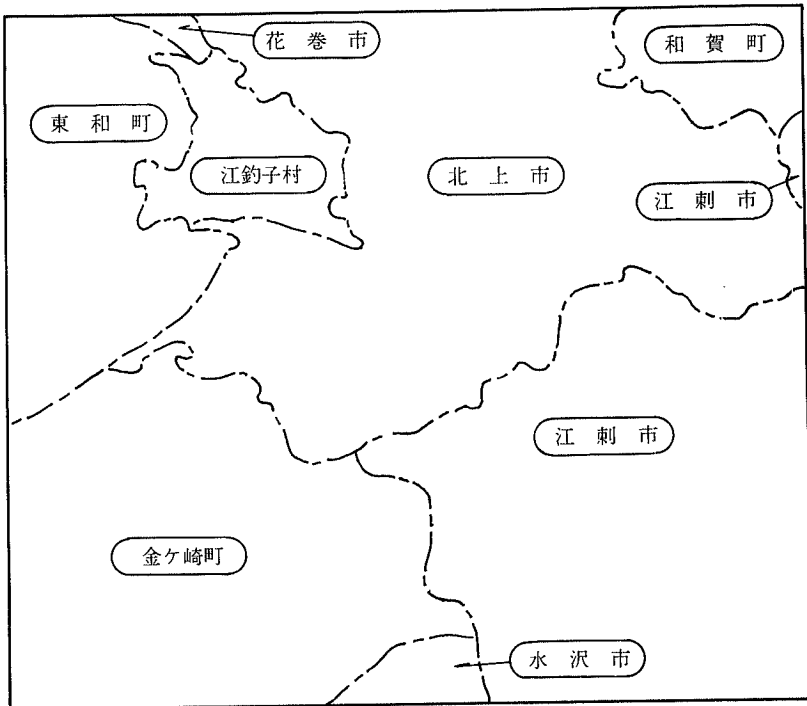 花巻市
和賀町
東和町
江釣子村
北上市
江刺市
江刺市
金ケ崎町
水沢市